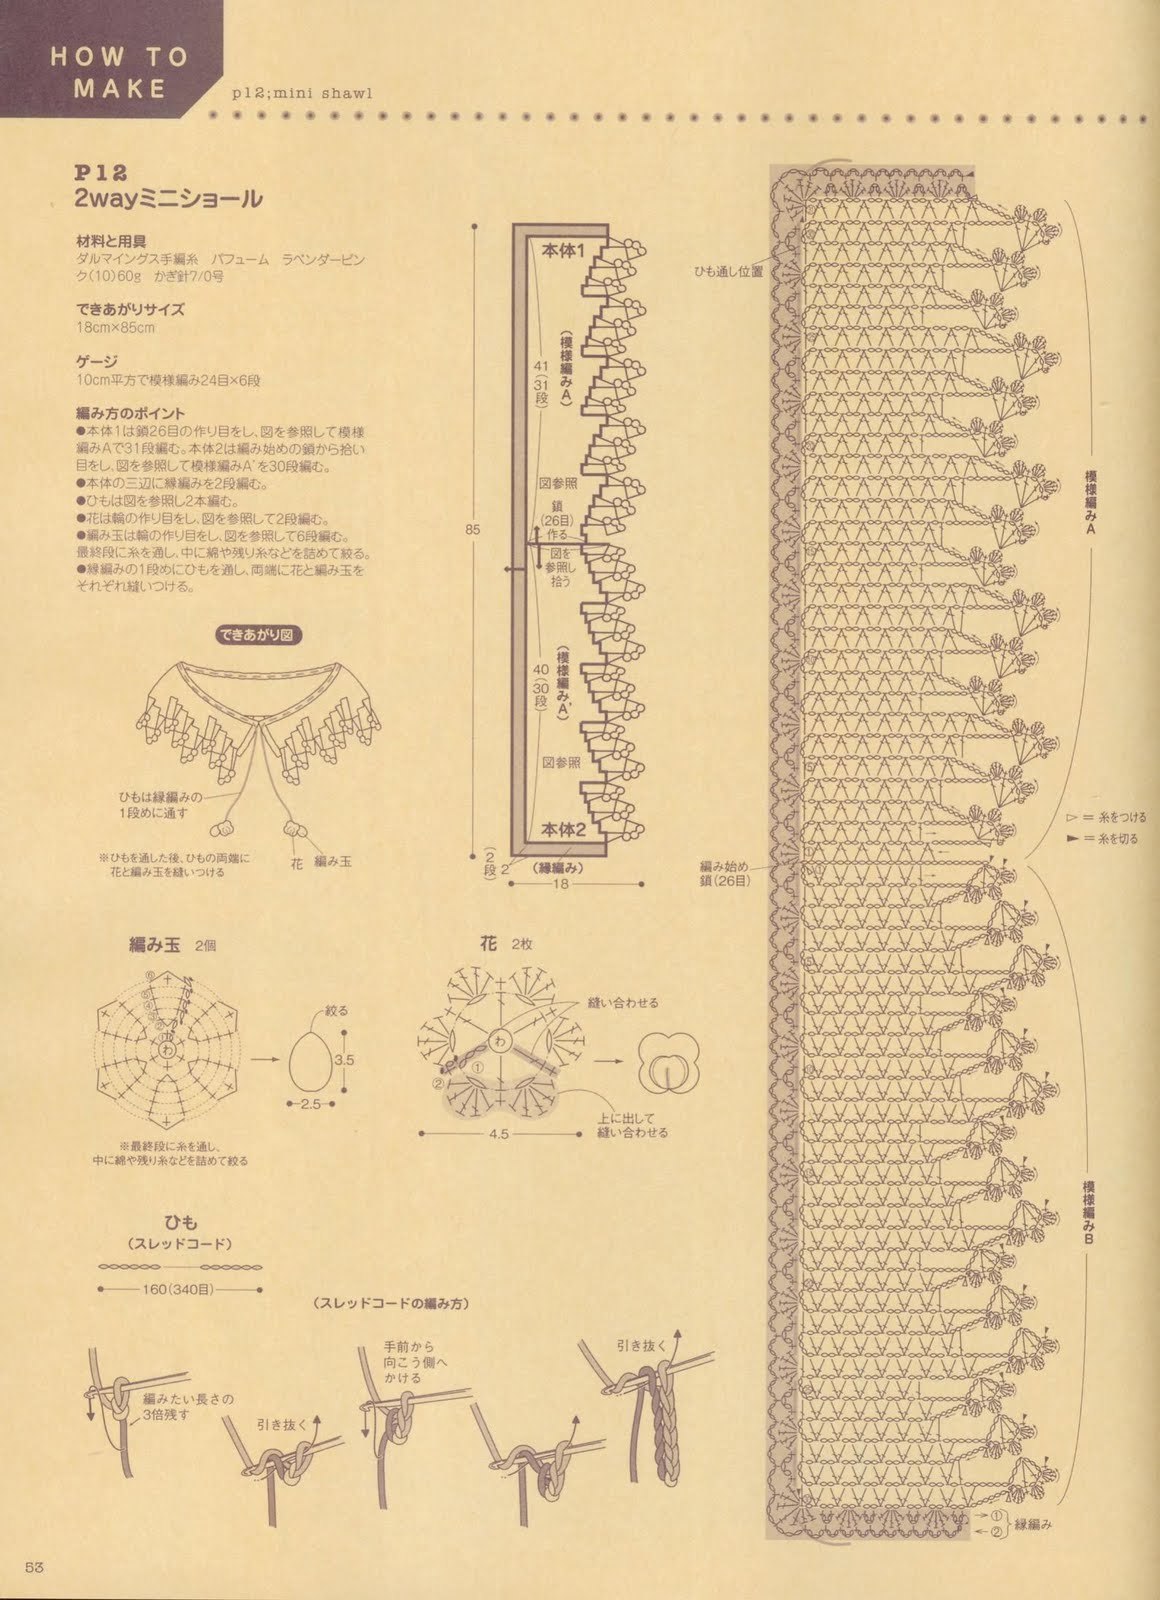 HOW TO
MAKE
p12;mini shawl
P12
2wayミニショール
材料と用具
ダルマイングス手編糸　パフューム　ラベンダーピン
ク(10)60g　かぎ針7/0号
できあがりサイズ
18cm×85cm
ゲージ
10cm平方で模様編み24目×6段
編み方のポイント
●本体1は鎖26目の作り目をし、図を参照して模様
編みAで31段編む。本体2は編み始めの鎖から拾い
目をし、図を参照して模様編みA'を30段編む。
●本体の三辺に縁編みを2段編む。
●ひもは図を参照し2本編む。
●花は輪の作り目をし、図を参照して2段編む。
●編み玉は輪の作り目をし、図を参照して6段編む。
最終段に糸を通し、中に綿や残り糸などを詰めて絞る。
●縁編みの1段めにひもを通し、両端に花と編み玉を
それぞれ縫いつける。
できあがり図
ひもは縁編みの
1段めに通す
※ひもを通した後、ひもの両端に
花と編み玉を縫いつける
花
編み玉
本体1
(模様編みA)
41
(31段)
図参照
鎖
(26目)
作る
85
図を
参照し
拾う
(模様編みA')
40
(30段)
図参照
本体2
(2段)
2
(縁編み)
18
ひも通し位置
模様編みA
▷ = 糸をつける
► = 糸を切る
編み始め
鎖(26目)
模様編みB
→①
←②
縁編み
編み玉　2個
⑥
わ
絞る
3.5
2.5
※最終段に糸を通し、
中に綿や残り糸などを詰めて絞る
花　2枚
縫い合わせる
わ
①
②
上に出して
縫い合わせる
4.5
ひも
(スレッドコード)
160(340目)
(スレッドコードの編み方)
編みたい長さの
3倍残す
引き抜く
手前から
向こう側へ
かける
引き抜く
53